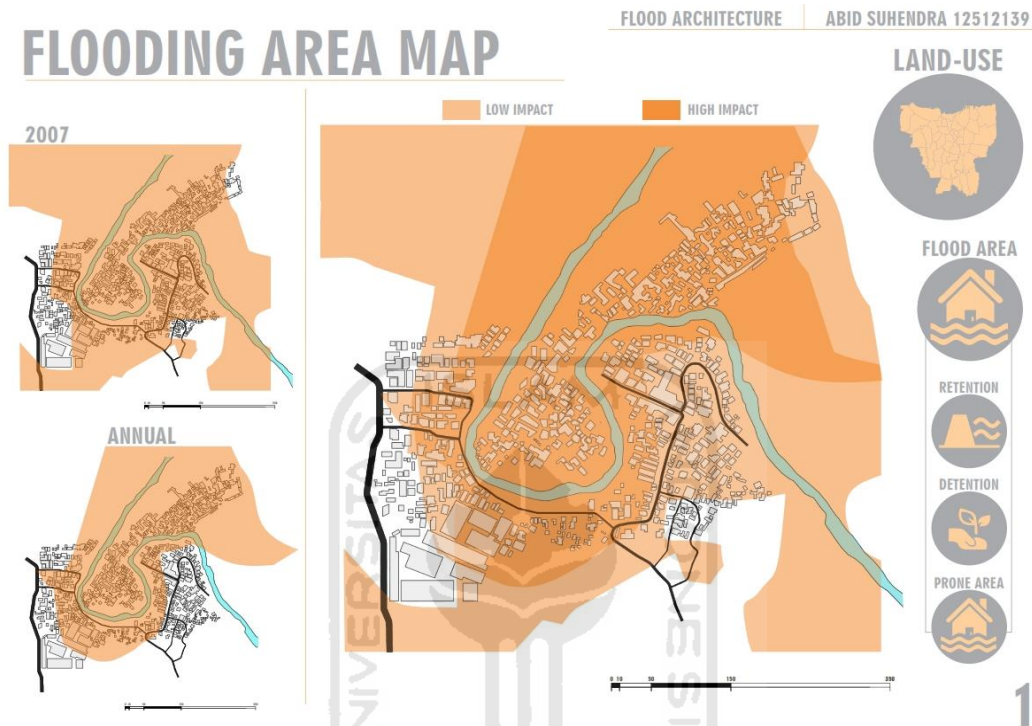 FLOOD ARCHITECTURE
ABID SUHENDRA 12512139
FLOODING AREA MAP
LAND-USE
LOW IMPACT
HIGH IMPACT
2007
FLOOD AREA
RETENTION
ANNUAL
DETENTION
PRONE AREA
UNIVERSITAS
0 10 50 150 250
1